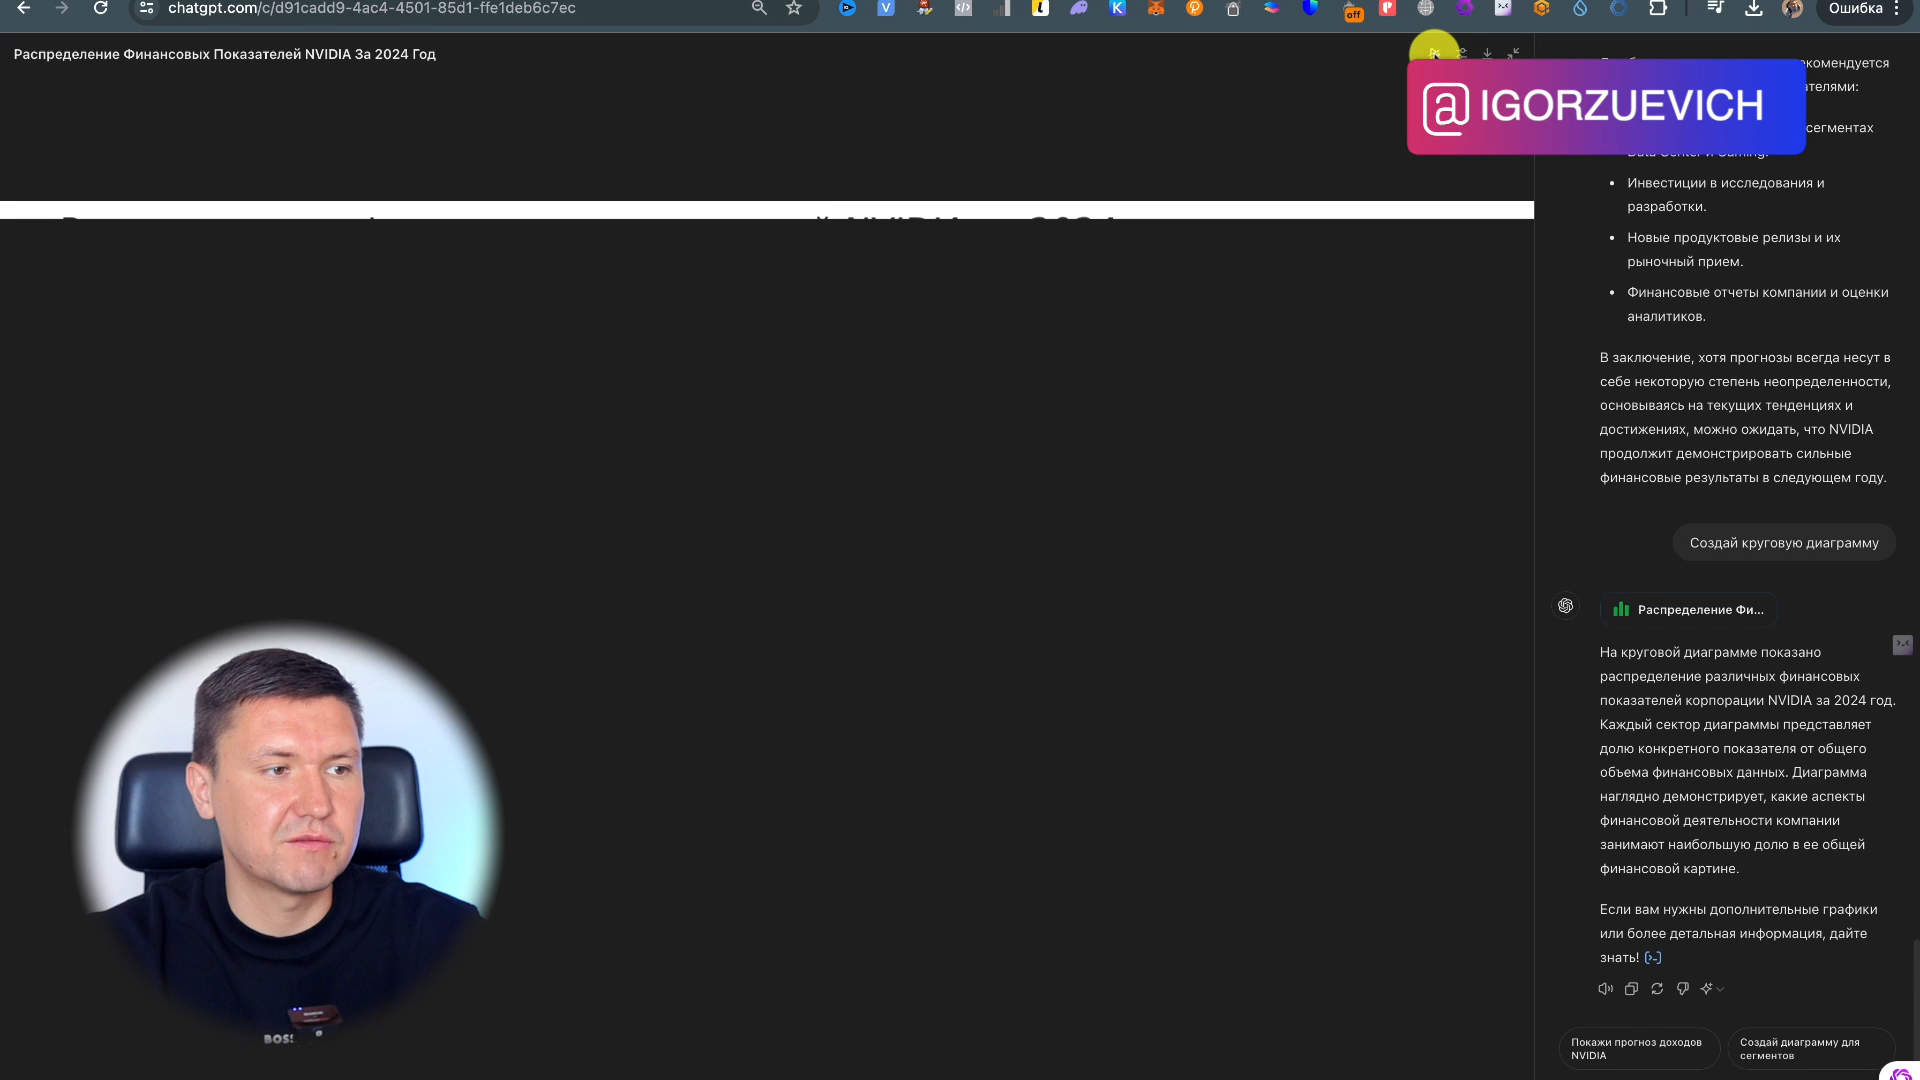 chatgpt.com/c/d91cadd9-4ac4-4501-85d1-ffe1deb6c7ec
off
Ошибка
Распределение Финансовых Показателей NVIDIA За 2024 Год
@IGORZUEVICH
сегментах
Data Center и Gaming.
• Инвестиции в исследования и
разработки.
• Новые продуктовые релизы и их
рыночный прием.
• Финансовые отчеты компании и оценки
аналитиков.
В заключение, хотя прогнозы всегда несут в
себе некоторую степень неопределенности,
основываясь на текущих тенденциях и
достижениях, можно ожидать, что NVIDIA
продолжит демонстрировать сильные
финансовые результаты в следующем году.
Создай круговую диаграмму
Распределение Фи...
На круговой диаграмме показано
распределение различных финансовых
показателей корпорации NVIDIA за 2024 год.
Каждый сектор диаграммы представляет
долю конкретного показателя от общего
объема финансовых данных. Диаграмма
наглядно демонстрирует, какие аспекты
финансовой деятельности компании
занимают наибольшую долю в ее общей
финансовой картине.
Если вам нужны дополнительные графики
или более детальная информация, дайте
знать! [>-]
Покажи прогноз доходов
NVIDIA
Создай диаграмму для
сегментов
BOSS